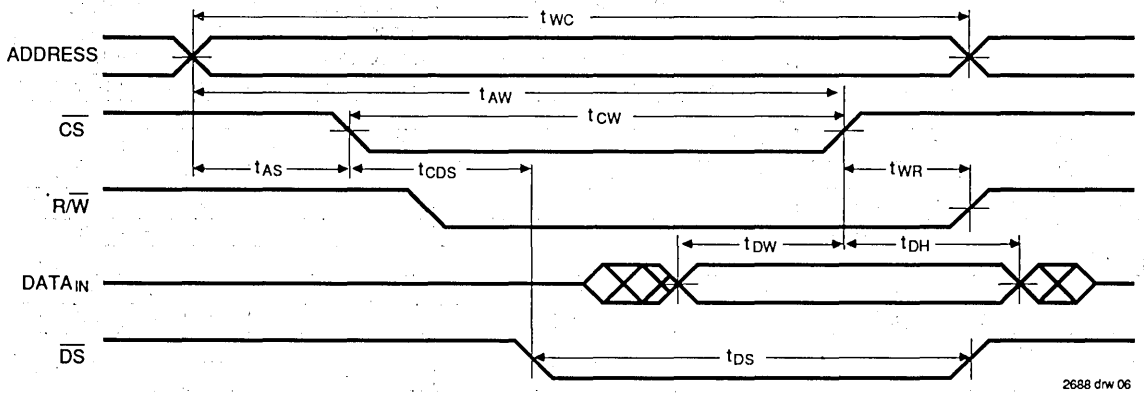 tWC
ADDRESS
tAW
CS
tCW
tAS
tCDS
tWR
R/W
tDW
tDH
DATAIN
DS
tDS
2688 drw 06